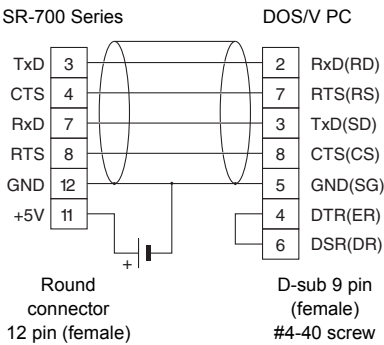 SR-700 Series DOS/V PC
TxD 3 2 RxD(RD)
CTS 4 7 RTS(RS)
RxD 7 3 TxD(SD)
RTS 8 8 CTS(CS)
GND 12 5 GND(SG)
+5V 11 4 DTR(ER)
6 DSR(DR)
+
Round D-sub 9 pin
connector (female)
12 pin (female) #4-40 screw